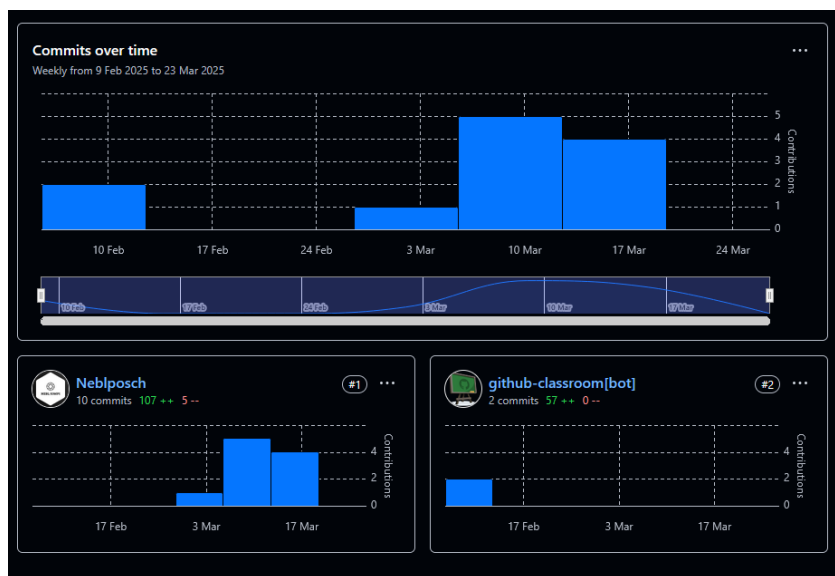 Commits over time
Weekly from 9 Feb 2025 to 23 Mar 2025
5
4
3
2
1
0
Contributions
10 Feb 17 Feb 24 Feb 3 Mar 10 Mar 17 Mar 24 Mar
10 Feb 17 Feb 24 Feb 3 Mar 10 Mar 17 Mar
Neblposch
#1
10 commits 107 ++ 5 --
4
2
0
Contributions
17 Feb 3 Mar 17 Mar
github-classroom[bot]
#2
2 commits 57 ++ 0 --
4
2
0
Contributions
17 Feb 3 Mar 17 Mar